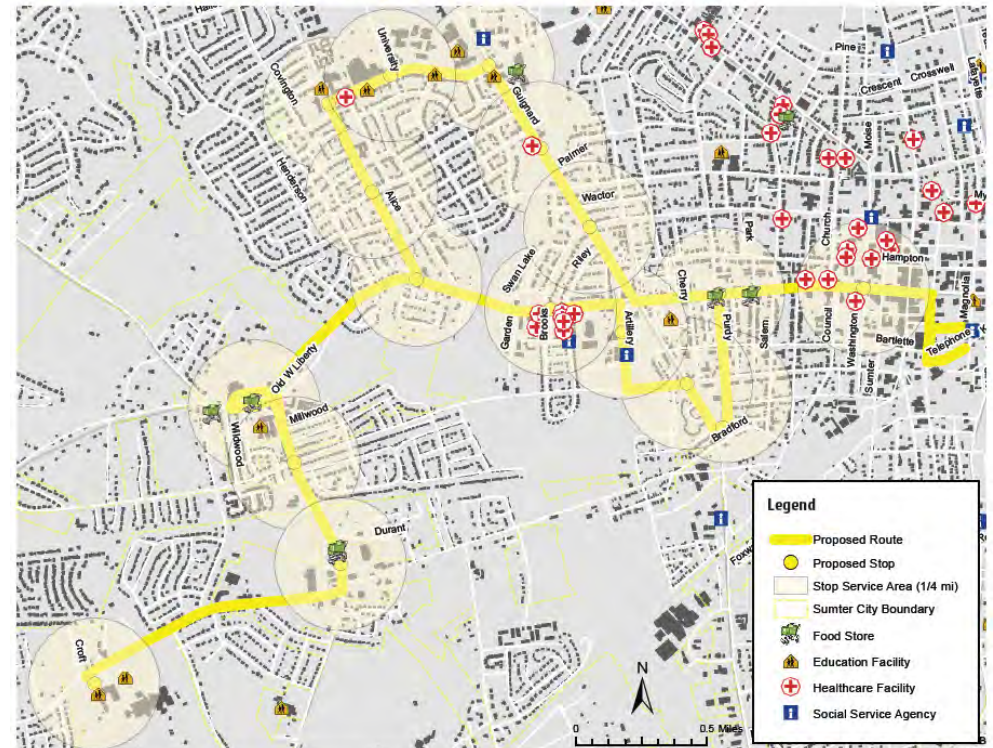 Pine
Crescent
Crosswell
Lafayette
University
Covington
Guignard
Moise
Palmer
Henderson
Alice
Wactor
Park
Church
Swan Lake
Riley
Hampton
Cherry
Magnolia
Garden
Brooks
Artillery
Purdy
Salem
Council
Washington
Bartlette
Telephone
Sumter
Old W Liberty
Millwood
Wildwood
Bradford
Durant
Croft
Legend
Proposed Route
Proposed Stop
Stop Service Area (1/4 mi)
Sumter City Boundary
Food Store
Education Facility
Healthcare Facility
Social Service Agency
N
0
0.5 Miles